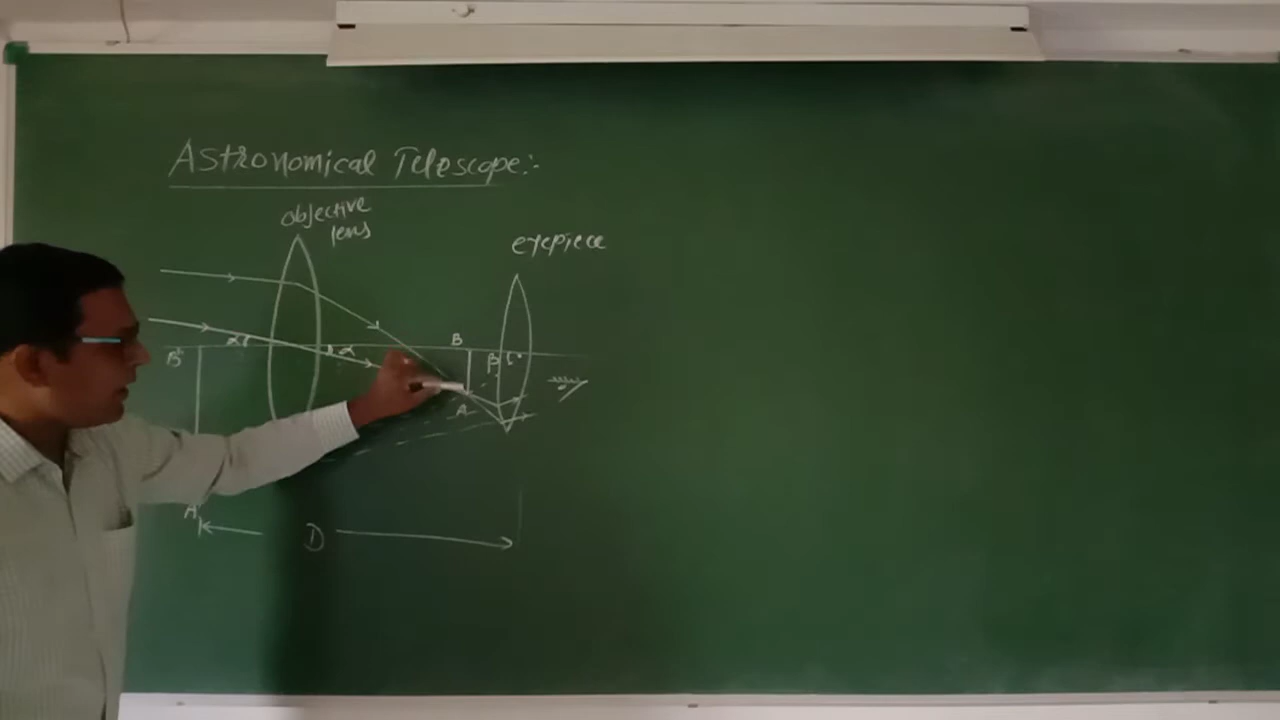 Astronomical Telescope:-
objective
lens
eyepiece
α
α
B
β
B'
A
A'
D